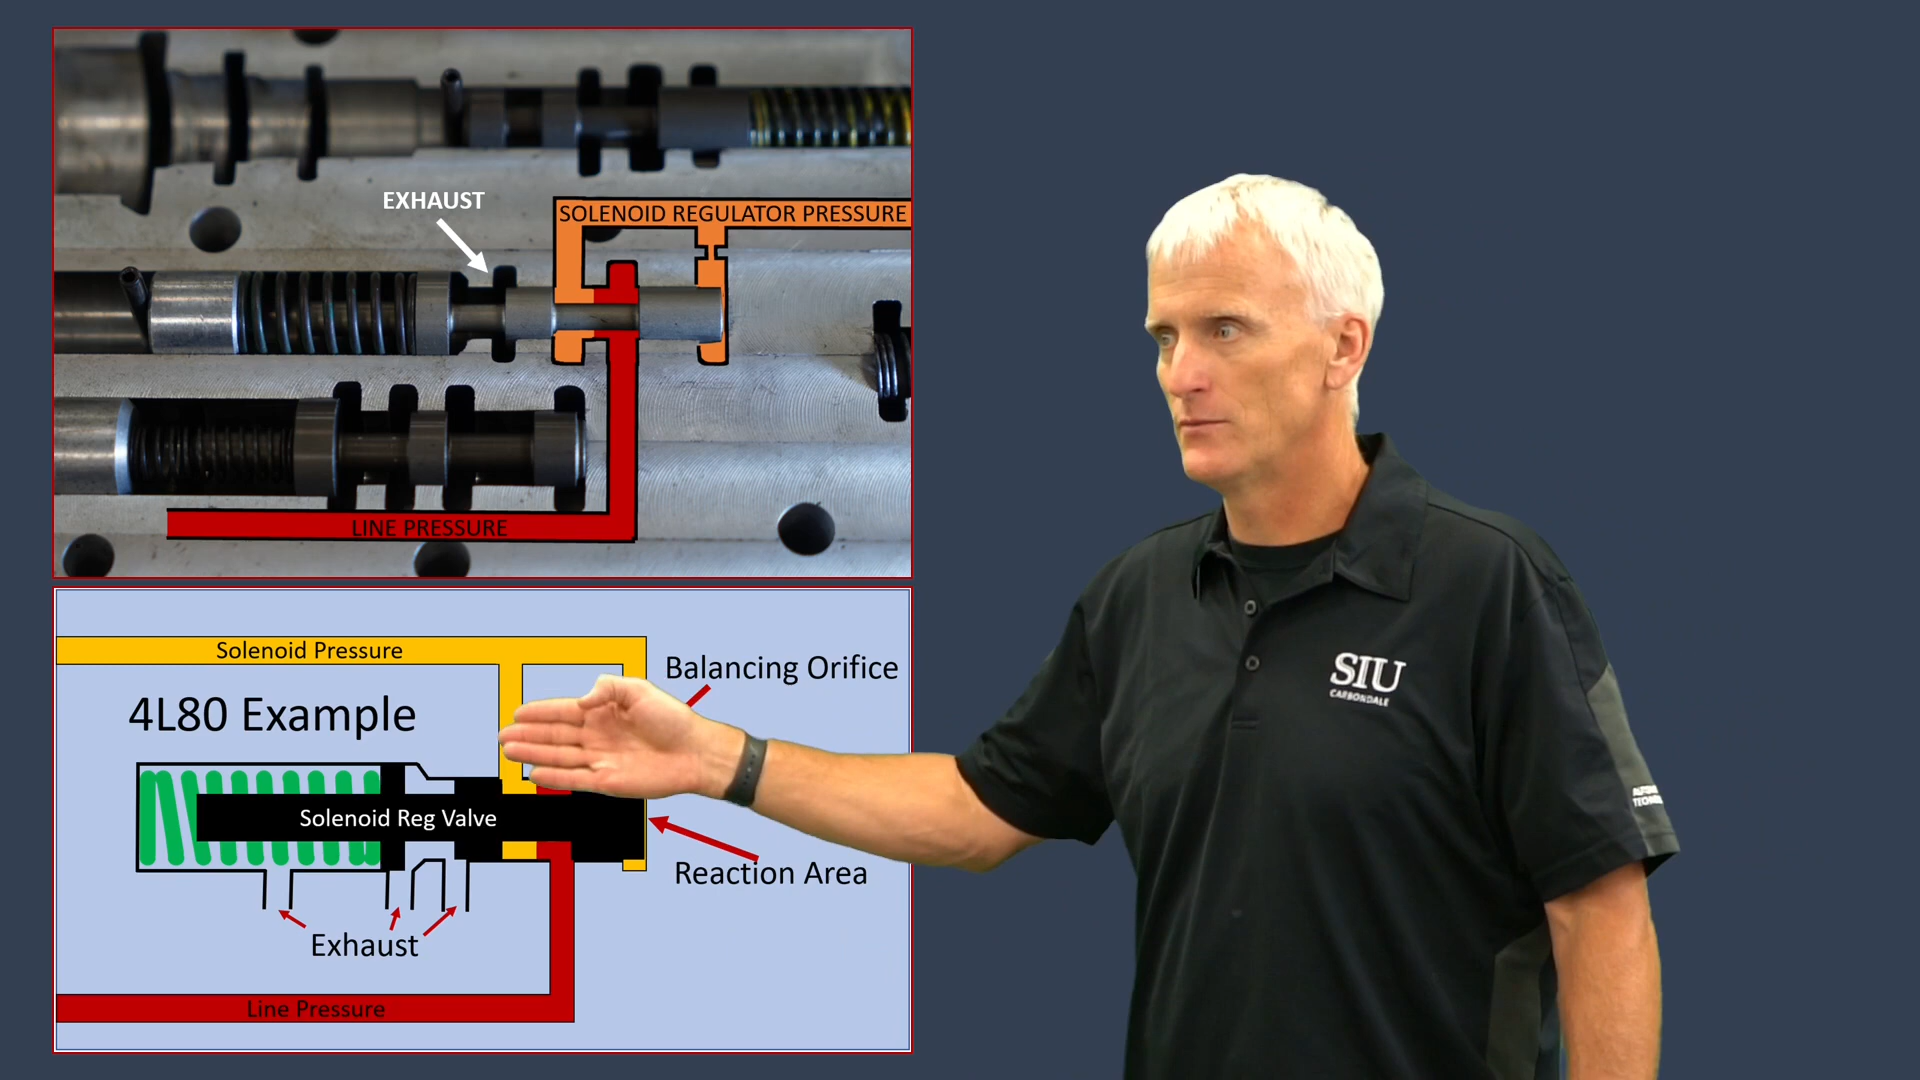 EXHAUST
SOLENOID REGULATOR PRESSURE
LINE PRESSURE
Solenoid Pressure
Balancing Orifice
4L80 Example
Solenoid Reg Valve
Reaction Area
Exhaust
Line Pressure
SIU
CARBONDALE